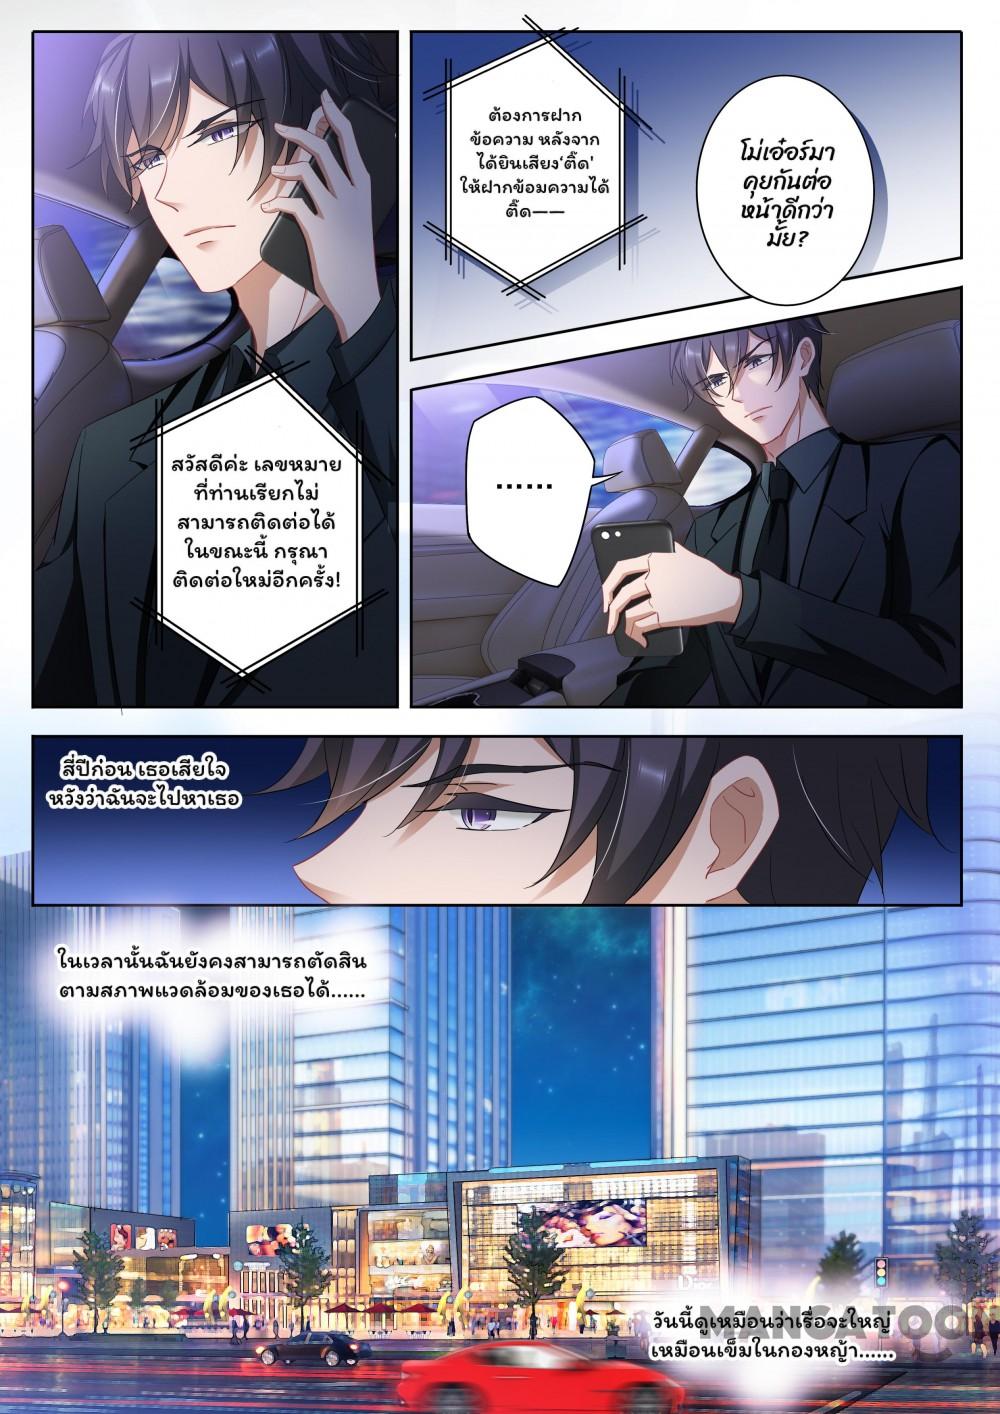 สวัสดีค่ะ เลขหมาย
ที่ท่านเรียกไม่
สามารถติดต่อได้
ในขณะนี้ กรุณา
ติดต่อใหม่อีกครั้ง!
ต้องการฝาก
ข้อความ หลังจาก
ได้ยินเสียง‘ติ๊ด'
ให้ฝากข้อมความได้
ติ๊ด——
โม่เอ๋อร์มา
คุยกันต่อ
หน้าดีกว่า
มั้ย?
......
สี่ปีก่อน เธอเสียใจ
หวังว่าฉันจะไปหาเธอ
ในเวลานั้นฉันยังคงสามารถตัดสิน
ตามสภาพแวดล้อมของเธอได้......
Dior
วันนี้ดูเหมือนว่าเรื่อจะใหญ่
เหมือนเข็มในกองหญ้า......
MANGATOON